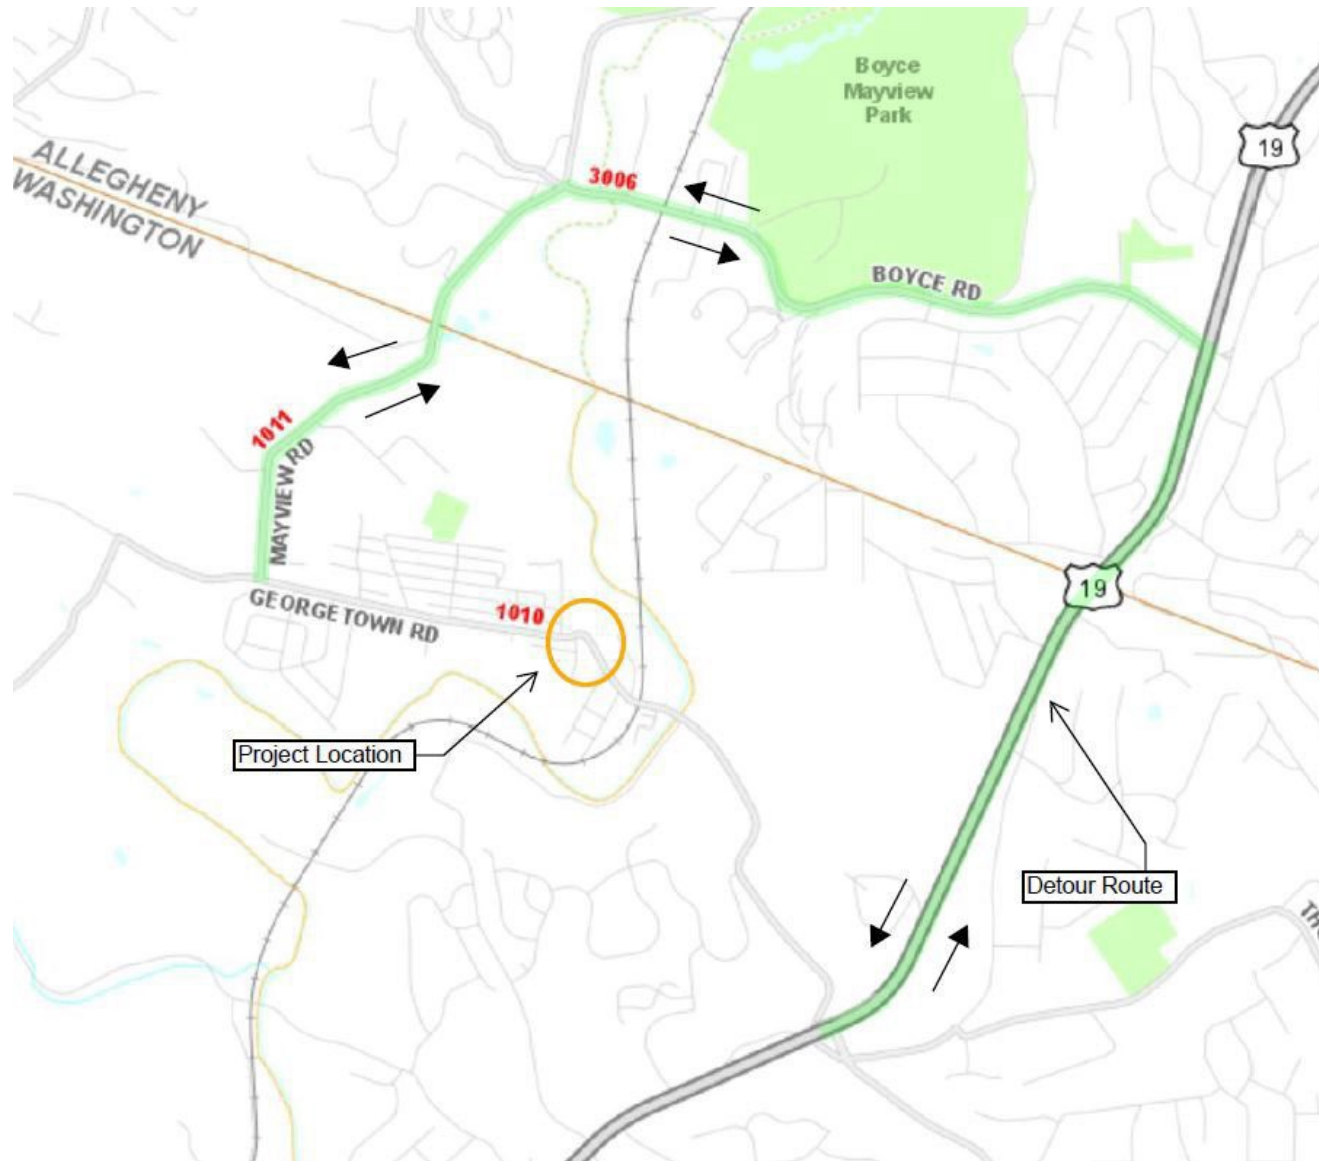 Boyce
Mayview
Park
19
ALLEGHENY
WASHINGTON
3006
BOYCE RD
1011
MAYVIEW RD
19
GEORGETOWN RD
1010
Project Location
Detour Route